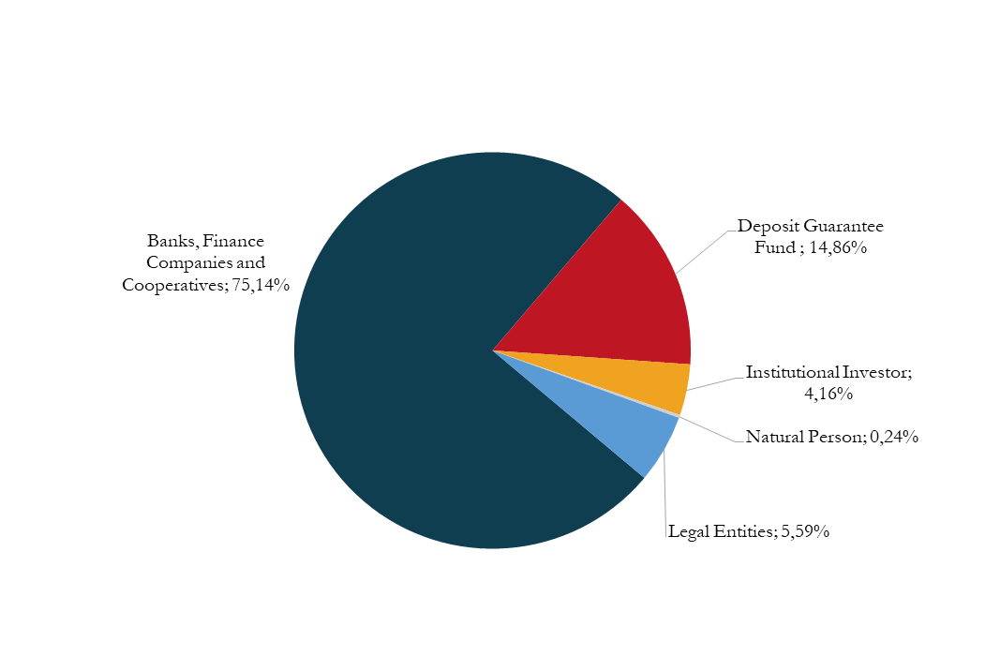 Banks, Finance
Companies and
Cooperatives; 75,14%
Deposit Guarantee
Fund ; 14,86%
Institutional Investor;
4,16%
Natural Person; 0,24%
Legal Entities; 5,59%